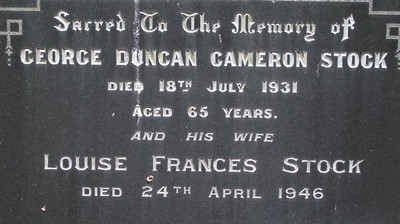 Sacred To The Memory of
GEORGE DUNCAN CAMERON STOCK
DIED 18TH JULY 1931
AGED 65 YEARS.
AND HIS WIFE
LOUISE FRANCES STOCK
DIED 24TH APRIL 1946